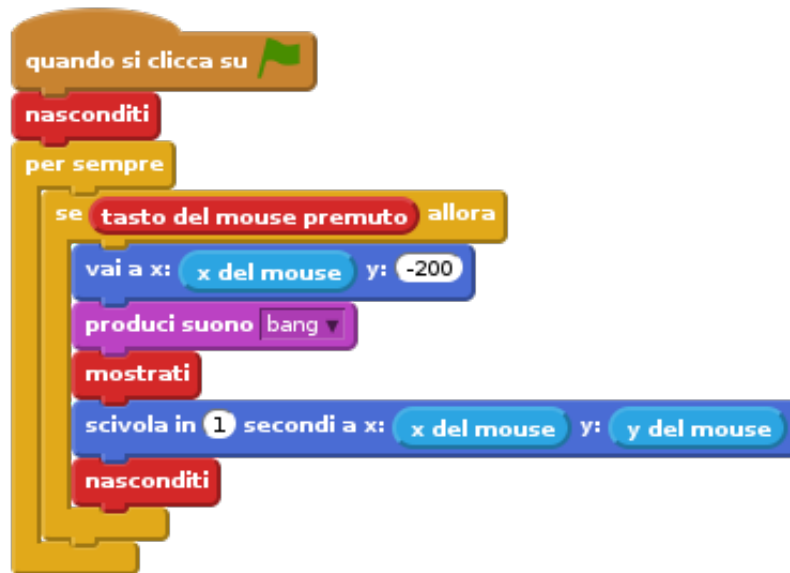 quando si clicca su
nasconditi
per sempre
se tasto del mouse premuto allora
vai a x: x del mouse y: -200
produci suono bang
mostrati
scivola in 1 secondi a x: x del mouse y: y del mouse
nasconditi